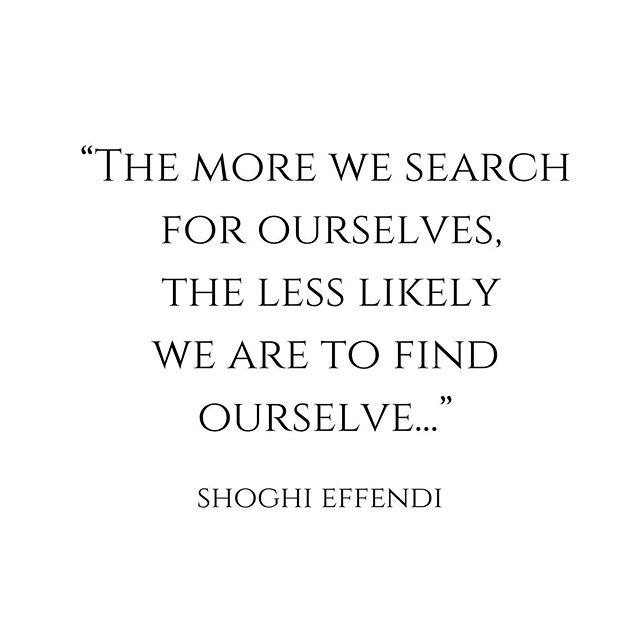 “The more we search
for ourselves,
the less likely
we are to find
ourselve...”
Shoghi Effendi